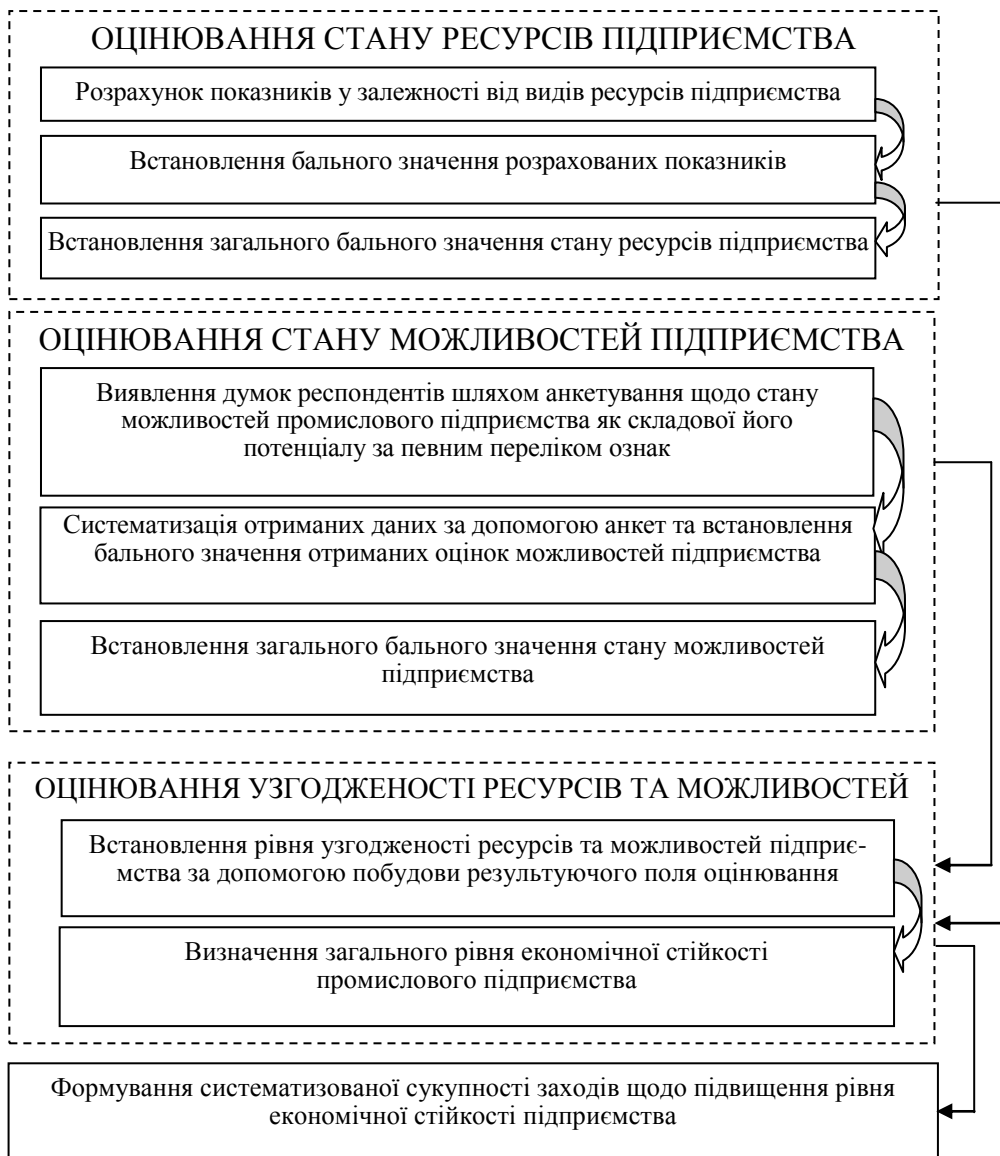 ОЦІНЮВАННЯ СТАНУ РЕСУРСІВ ПІДПРИЄМСТВА
Розрахунок показників у залежності від видів ресурсів підприємства
Встановлення бального значення розрахованих показників
Встановлення загального бального значення стану ресурсів підприємства
ОЦІНЮВАННЯ СТАНУ МОЖЛИВОСТЕЙ ПІДПРИЄМСТВА
Виявлення думок респондентів шляхом анкетування щодо стану
можливостей промислового підприємства як складової його
потенціалу за певним переліком ознак
Систематизація отриманих даних за допомогою анкет та встановлення
бального значення отриманих оцінок можливостей підприємства
Встановлення загального бального значення стану можливостей
підприємства
ОЦІНЮВАННЯ УЗГОДЖЕНОСТІ РЕСУРСІВ ТА МОЖЛИВОСТЕЙ
Встановлення рівня узгодженості ресурсів та можливостей підприє-
мства за допомогою побудови результуючого поля оцінювання
Визначення загального рівня економічної стійкості
промислового підприємства
Формування систематизованої сукупності заходів щодо підвищення рівня
економічної стійкості підприємства